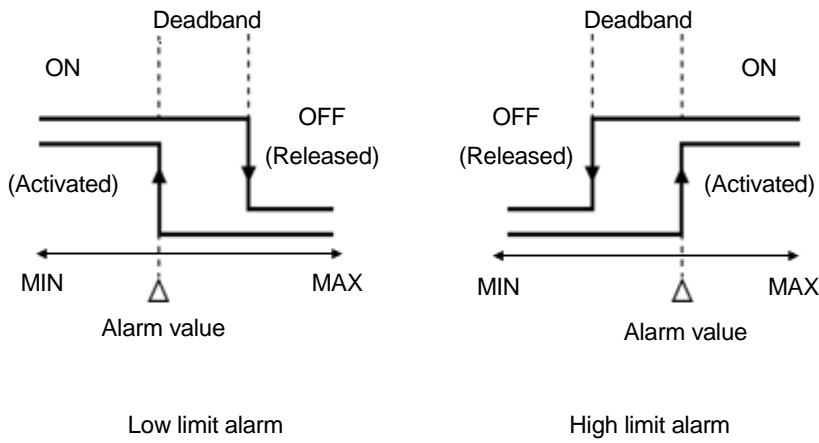 Deadband
ON
OFF
(Released)
(Activated)
MIN
MAX
Alarm value
Low limit alarm
Deadband
ON
OFF
(Released)
(Activated)
MIN
MAX
Alarm value
High limit alarm